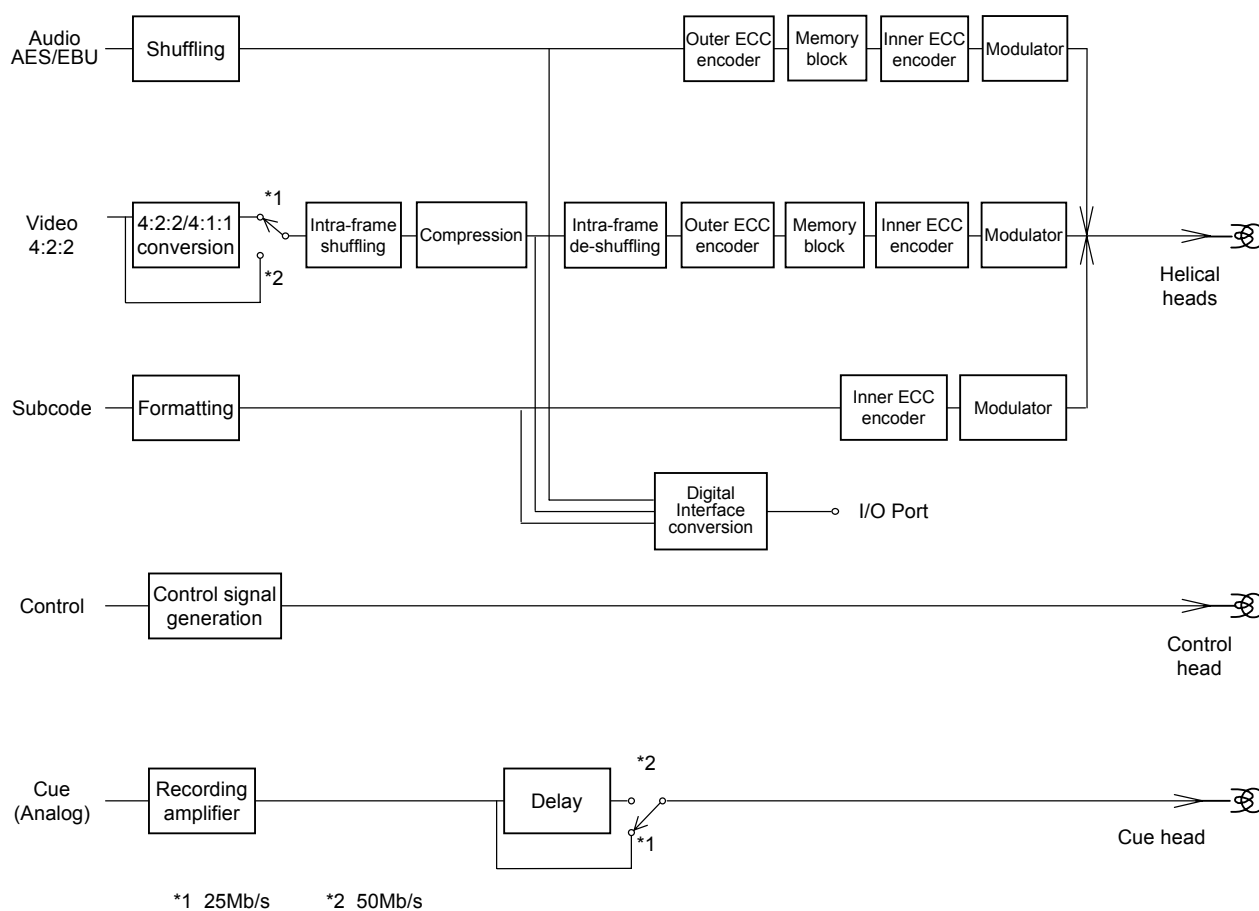 Audio
AES/EBU
Shuffling
Outer ECC
encoder
Memory
block
Inner ECC
encoder
Modulator
Video
4:2:2
4:2:2/4:1:1
conversion
*1
*2
Intra-frame
shuffling
Compression
Intra-frame
de-shuffling
Outer ECC
encoder
Memory
block
Inner ECC
encoder
Modulator
Helical
heads
Subcode
Formatting
Inner ECC
encoder
Modulator
Digital
Interface
conversion
I/O Port
Control
Control signal
generation
Control
head
Cue
(Analog)
Recording
amplifier
Delay
*2
*1
Cue head
*1 25Mb/s *2 50Mb/s